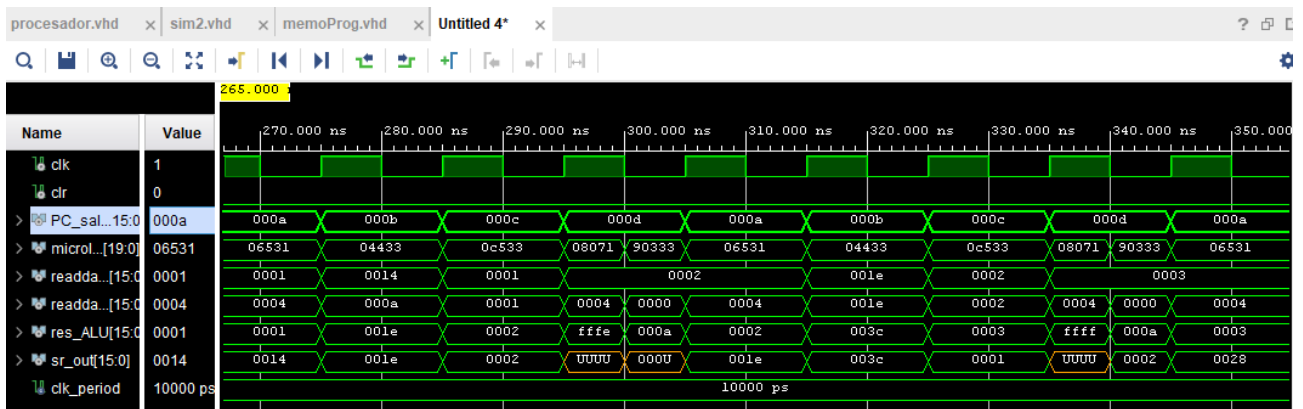 procesador.vhd × sim2.vhd × memoProg.vhd × Untitled 4* × ?
265.000
Name Value 270.000 ns 280.000 ns 290.000 ns 300.000 ns 310.000 ns 320.000 ns 330.000 ns 340.000 ns 350.000
clk 1
clr 0
> PC_sal...15:0 000a 000a 000b 000c 000d 000a 000b 000c 000d 000a
> microI...[19:0] 06531 06531 04433 0c533 08071 90333 06531 04433 0c533 08071 90333 06531
> readda...[15:0 0001 0001 0014 0001 0002 001e 0002 0003
> readda...[15:0 0004 0004 000a 0001 0004 0000 0004 001e 0002 0004 0000 0004
> res_ALU[15:0 0001 0001 001e 0002 fffe 000a 0002 003c 0003 ffff 000a 0003
> sr_out[15:0] 0014 0014 001e 0002 UUUU 000U 001e 003c 0001 UUUU 0002 0028
clk_period 10000 ps 10000 ps